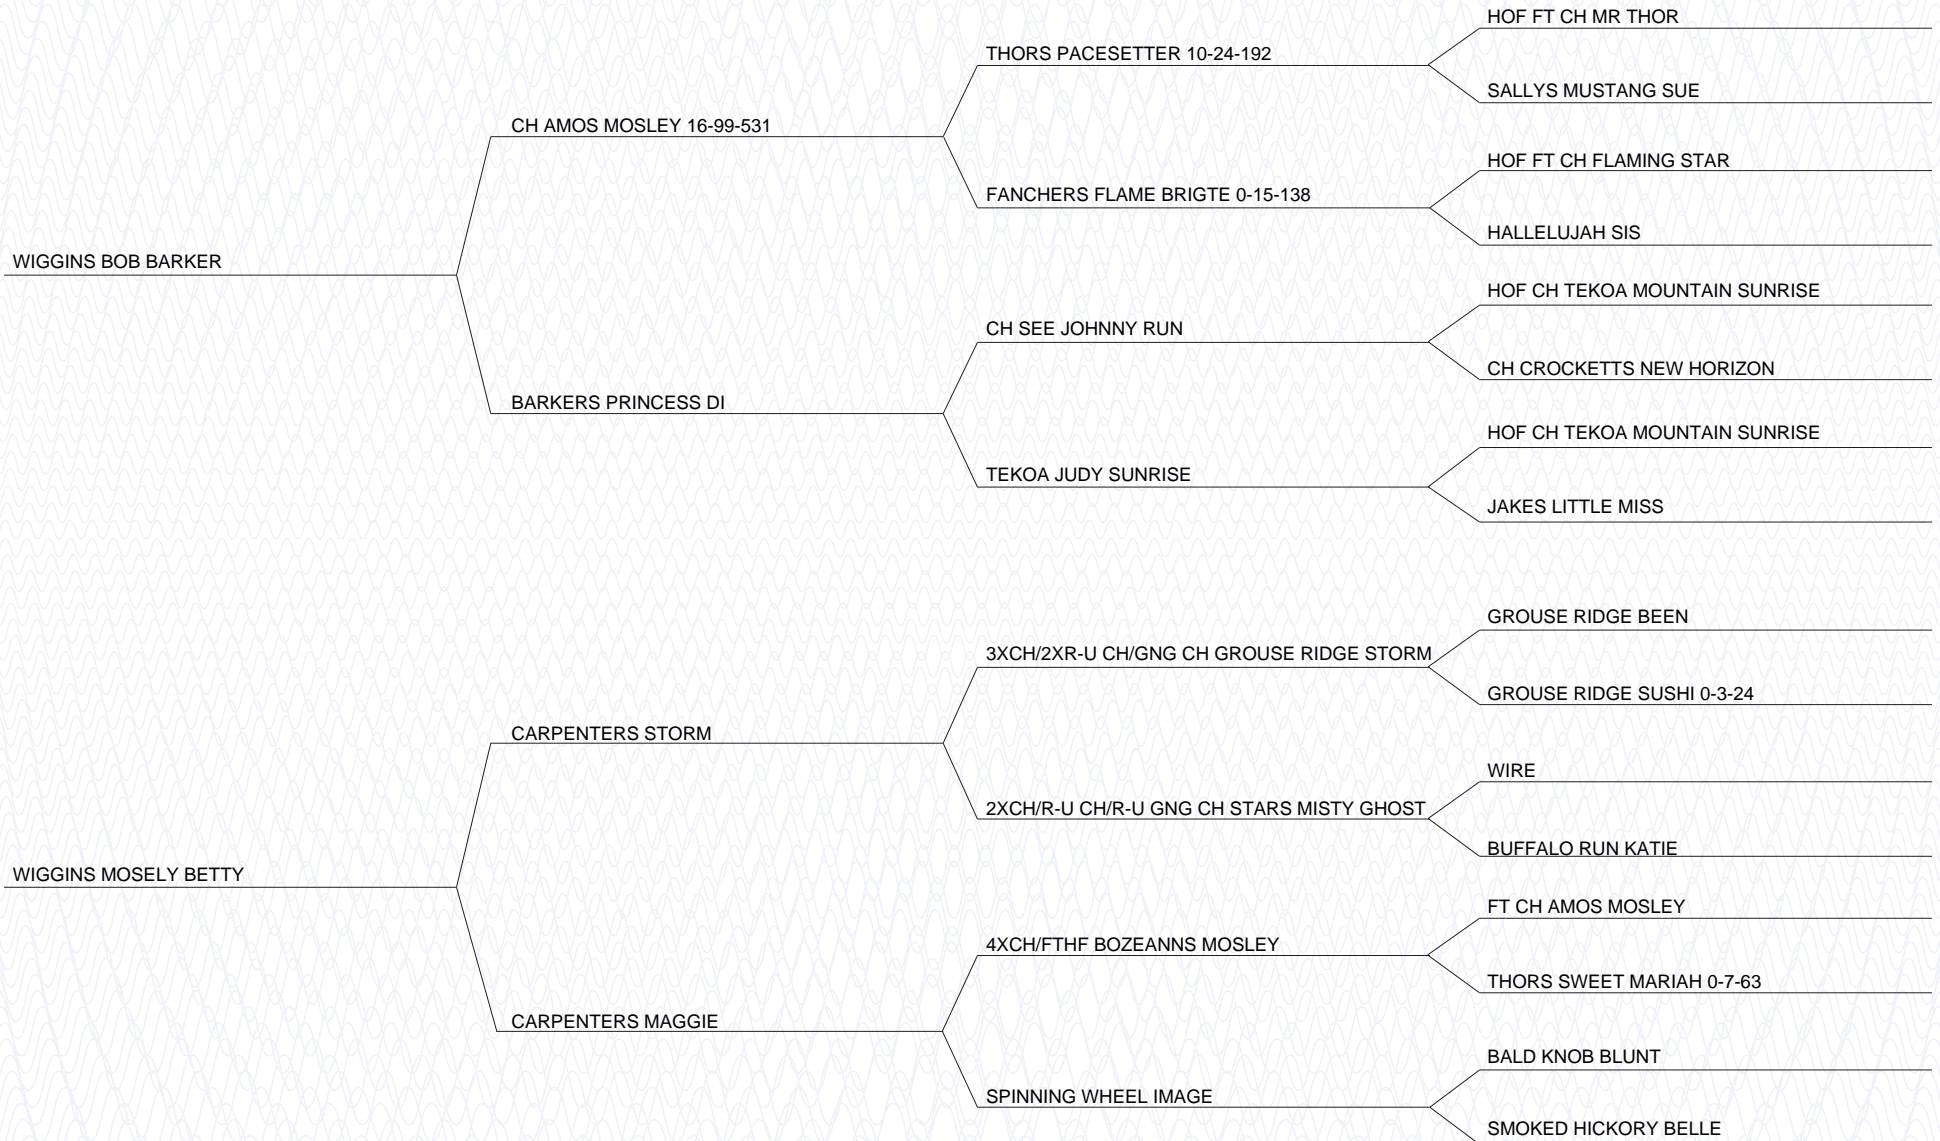 HOF FT CH MR THOR
THORS PACESETTER 10-24-192
SALLYS MUSTANG SUE
CH AMOS MOSLEY 16-99-531
HOF FT CH FLAMING STAR
FANCHERS FLAME BRIGTE 0-15-138
HALLELUJAH SIS
WIGGINS BOB BARKER
HOF CH TEKOA MOUNTAIN SUNRISE
CH SEE JOHNNY RUN
CH CROCKETTS NEW HORIZON
BARKERS PRINCESS DI
HOF CH TEKOA MOUNTAIN SUNRISE
TEKOA JUDY SUNRISE
JAKES LITTLE MISS
GROUSE RIDGE BEEN
3XCH/2XR-U CH/GNG CH GROUSE RIDGE STORM
GROUSE RIDGE SUSHI 0-3-24
CARPENTERS STORM
WIRE
2XCH/R-U CH/R-U GNG CH STARS MISTY GHOST
BUFFALO RUN KATIE
WIGGINS MOSELY BETTY
FT CH AMOS MOSLEY
4XCH/FTHF BOZEANNS MOSLEY
THORS SWEET MARIAH 0-7-63
CARPENTERS MAGGIE
BALD KNOB BLUNT
SPINNING WHEEL IMAGE
SMOKED HICKORY BELLE